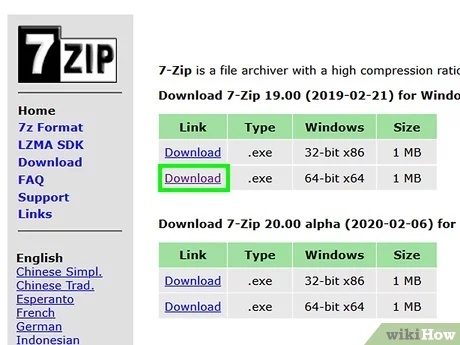 7ZIP
Home
7z Format
LZMA SDK
Download
FAQ
Support
Links
English
Chinese Simpl.
Chinese Trad.
Esperanto
French
German
Indonesian
7-Zip is a file archiver with a high compression ratio
Download 7-Zip 19.00 (2019-02-21) for Windo
Link Type Windows Size
Download .exe 32-bit x86 1 MB
Download .exe 64-bit x64 1 MB
Download 7-Zip 20.00 alpha (2020-02-06) for
Link Type Windows Size
Download .exe 32-bit x86 1 MB
Download .exe 64-bit x64 1 MB
wikiHow